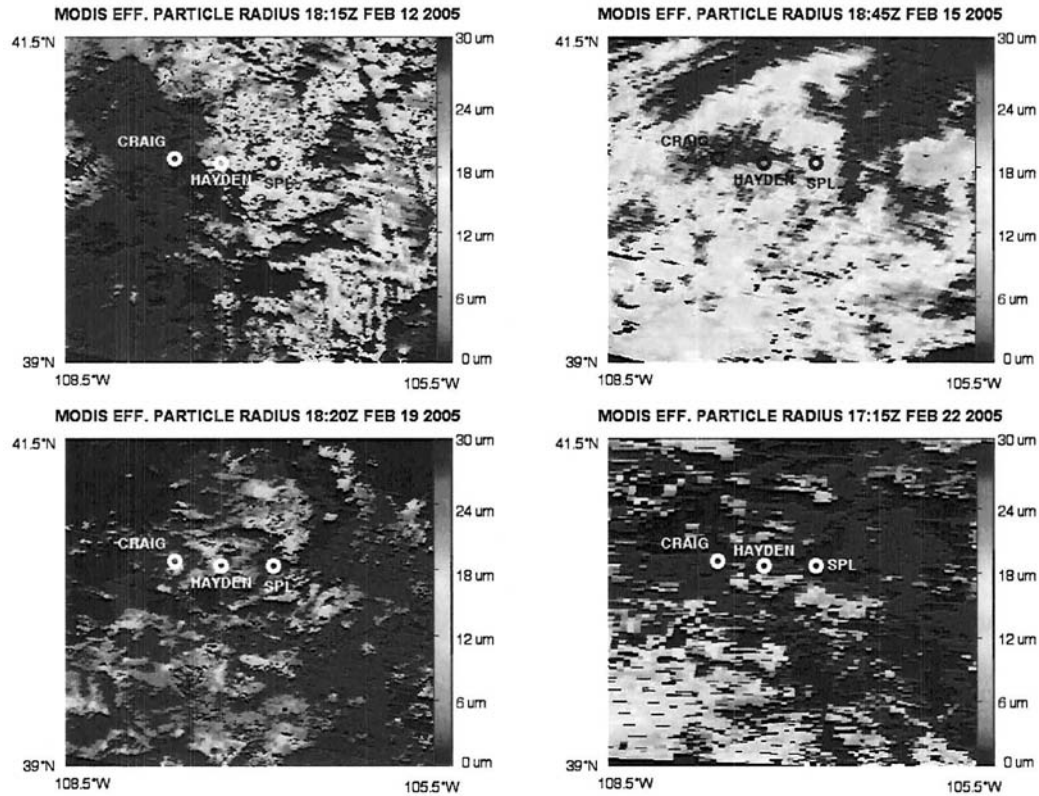 MODIS EFF. PARTICLE RADIUS 18:15Z FEB 12 2005
41.5°N
30 um
24 um
CRAIG
18 um
HAYDEN
SPL
12 um
6 um
39°N
0 um
108.5°W
105.5°W
MODIS EFF. PARTICLE RADIUS 18:45Z FEB 15 2005
41.5°N
30 um
24 um
CRAIG
18 um
HAYDEN
SPL
12 um
6 um
39°N
0 um
108.5°W
105.5°W
MODIS EFF. PARTICLE RADIUS 18:20Z FEB 19 2005
41.5°N
30 um
24 um
CRAIG
18 um
HAYDEN
SPL
12 um
6 um
39°N
0 um
108.5°W
105.5°W
MODIS EFF. PARTICLE RADIUS 17:15Z FEB 22 2005
41.5°N
30 um
24 um
CRAIG
HAYDEN
SPL
18 um
12 um
6 um
39°N
0 um
108.5°W
105.5°W